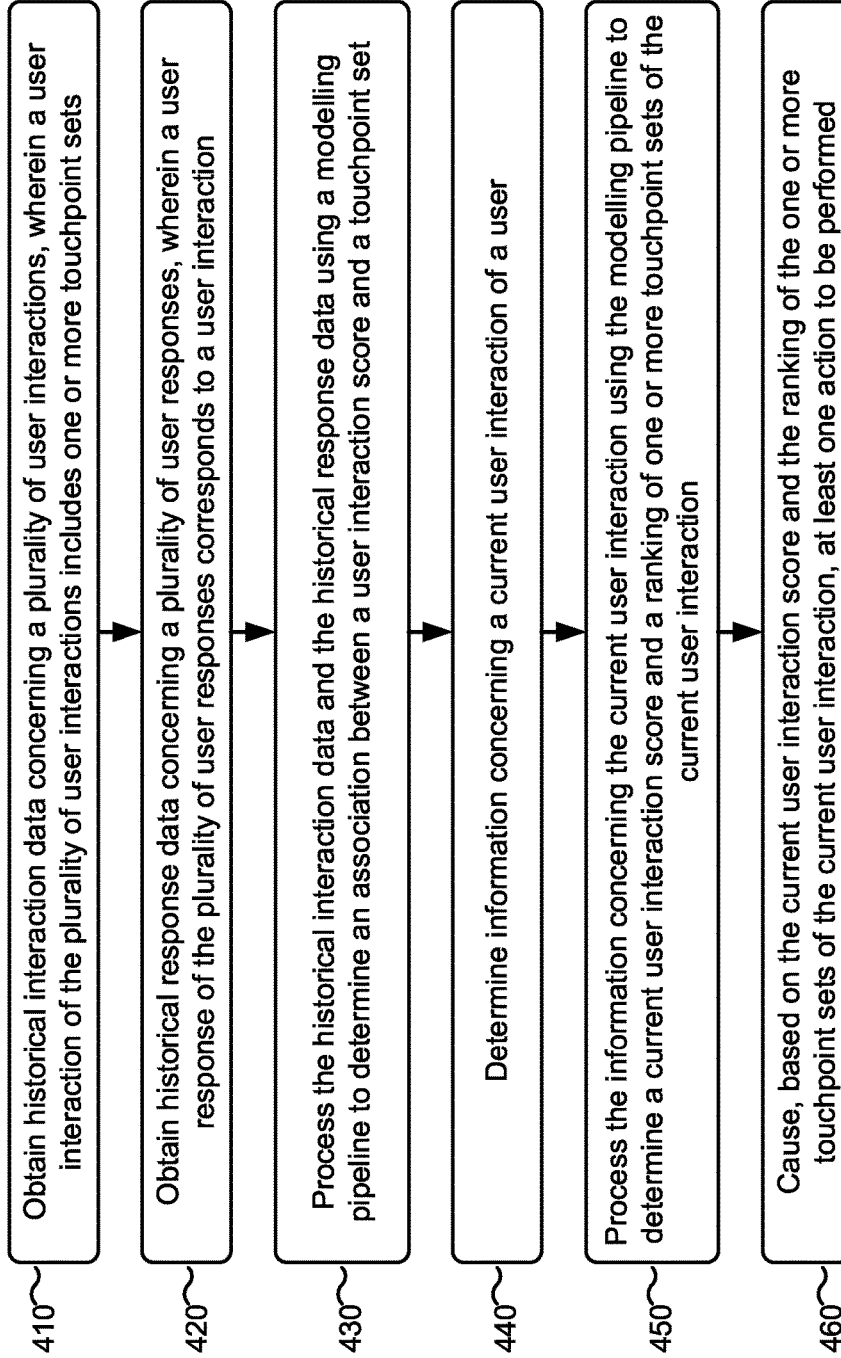 410
Obtain historical interaction data concerning a plurality of user interactions, wherein a user
interaction of the plurality of user interactions includes one or more touchpoint sets
420
Obtain historical response data concerning a plurality of user responses, wherein a user
response of the plurality of user responses corresponds to a user interaction
430
Process the historical interaction data and the historical response data using a modelling
pipeline to determine an association between a user interaction score and a touchpoint set
440
Determine information concerning a current user interaction of a user
450
Process the information concerning the current user interaction using the modelling pipeline to
determine a current user interaction score and a ranking of one or more touchpoint sets of the
current user interaction
460
Cause, based on the current user interaction score and the ranking of the one or more
touchpoint sets of the current user interaction, at least one action to be performed